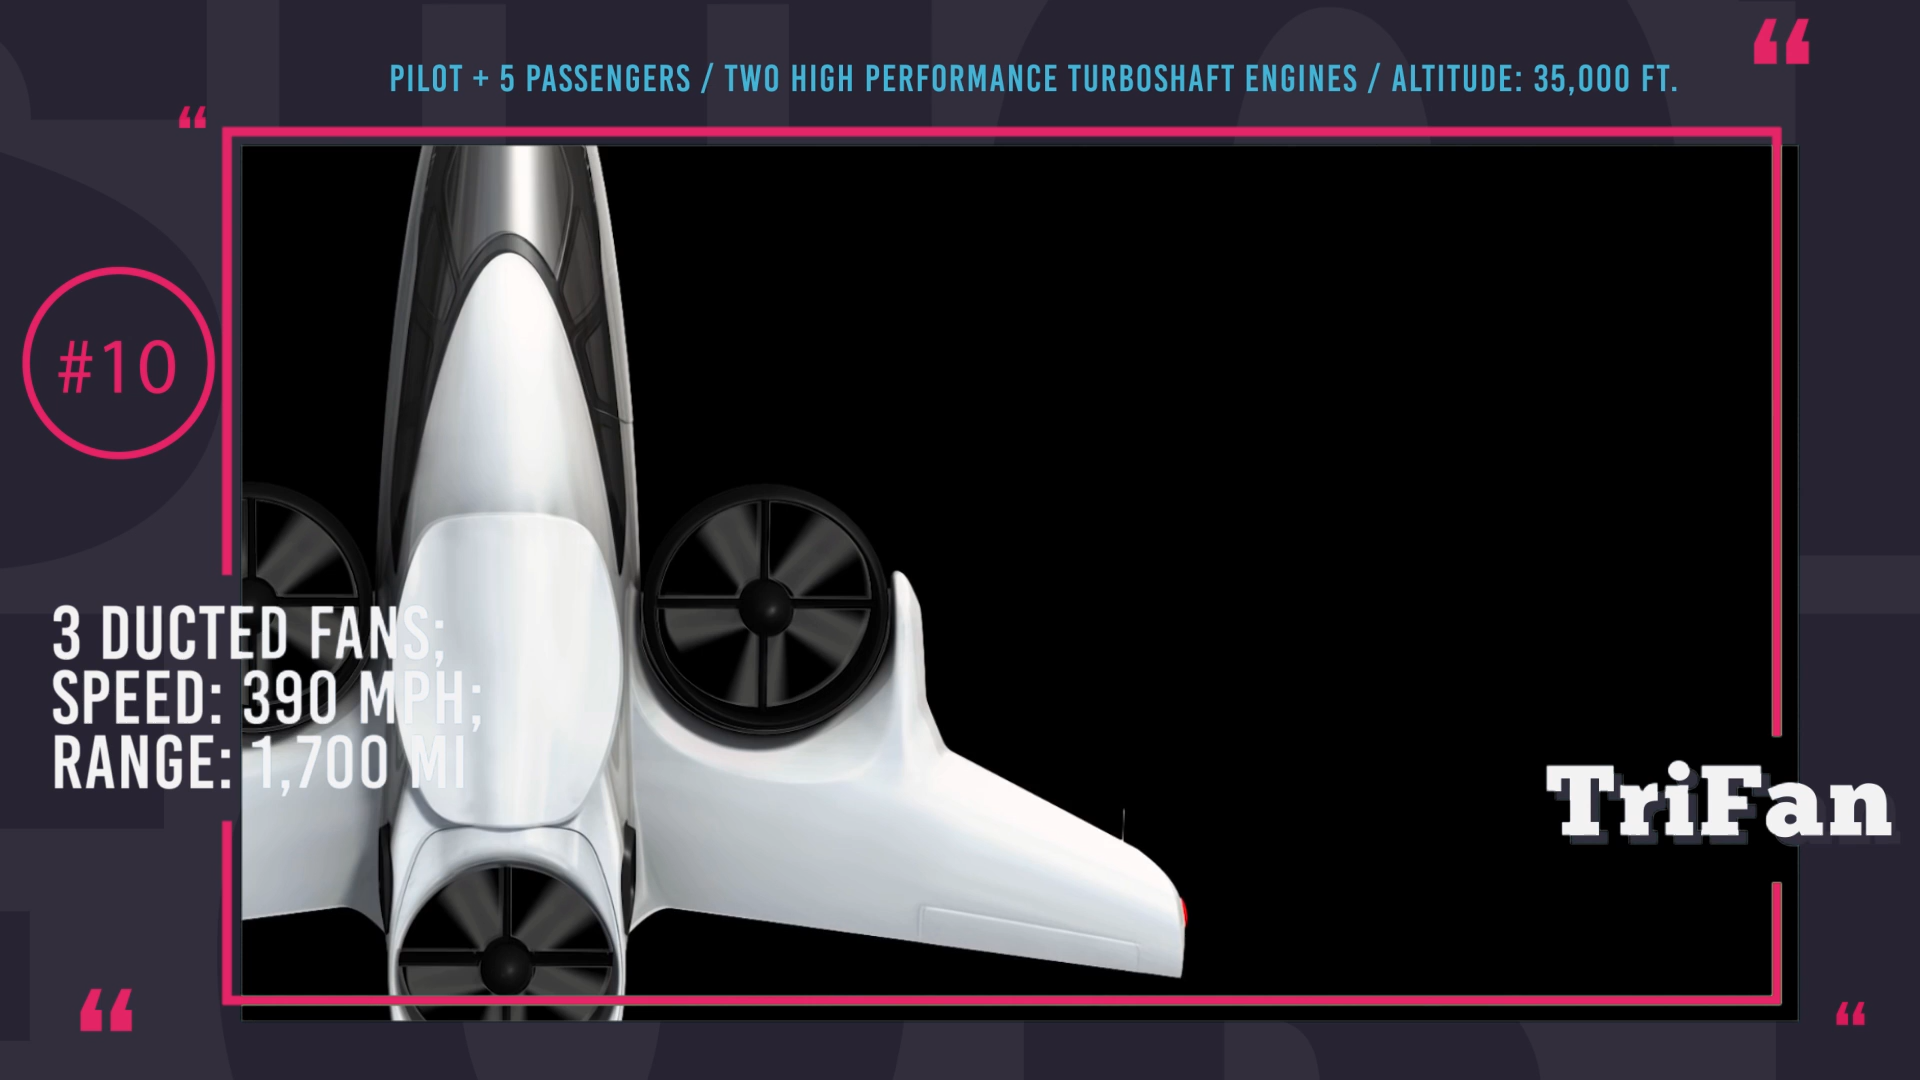 PILOT + 5 PASSENGERS / TWO HIGH PERFORMANCE TURBOSHAFT ENGINES / ALTITUDE: 35,000 FT.
#10
3 DUCTED FANS;
SPEED: 390 MPH;
RANGE: 1,700 MI
TriFan